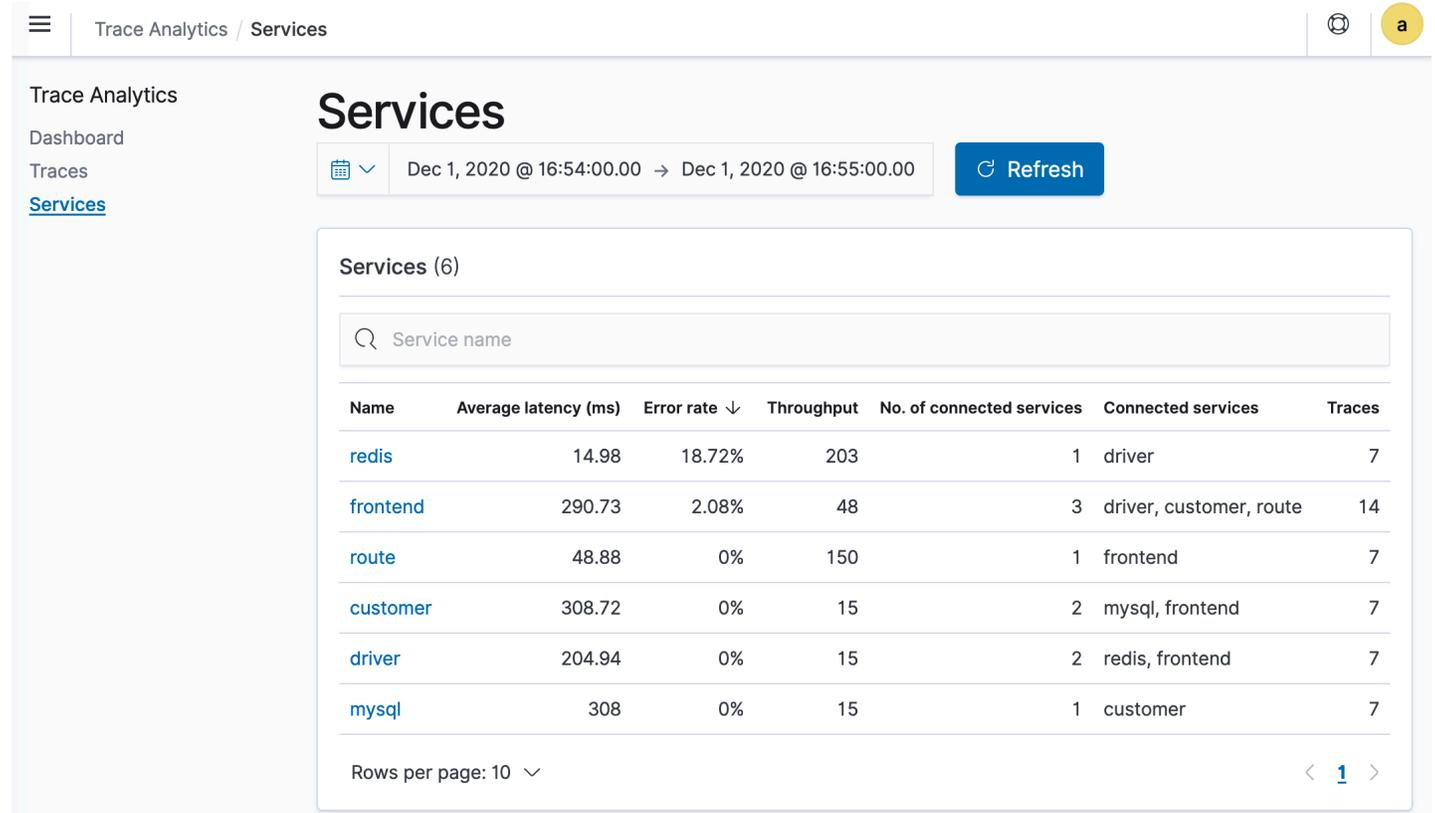 Trace Analytics / Services
a
Trace Analytics
Dashboard
Traces
Services
Services
Dec 1, 2020 @ 16:54:00.00 → Dec 1, 2020 @ 16:55:00.00
Refresh
Services (6)
Service name
Name Average latency (ms) Error rate ↓ Throughput No. of connected services Connected services Traces
redis 14.98 18.72% 203 1 driver 7
frontend 290.73 2.08% 48 3 driver, customer, route 14
route 48.88 0% 150 1 frontend 7
customer 308.72 0% 15 2 mysql, frontend 7
driver 204.94 0% 15 2 redis, frontend 7
mysql 308 0% 15 1 customer 7
Rows per page: 10
1